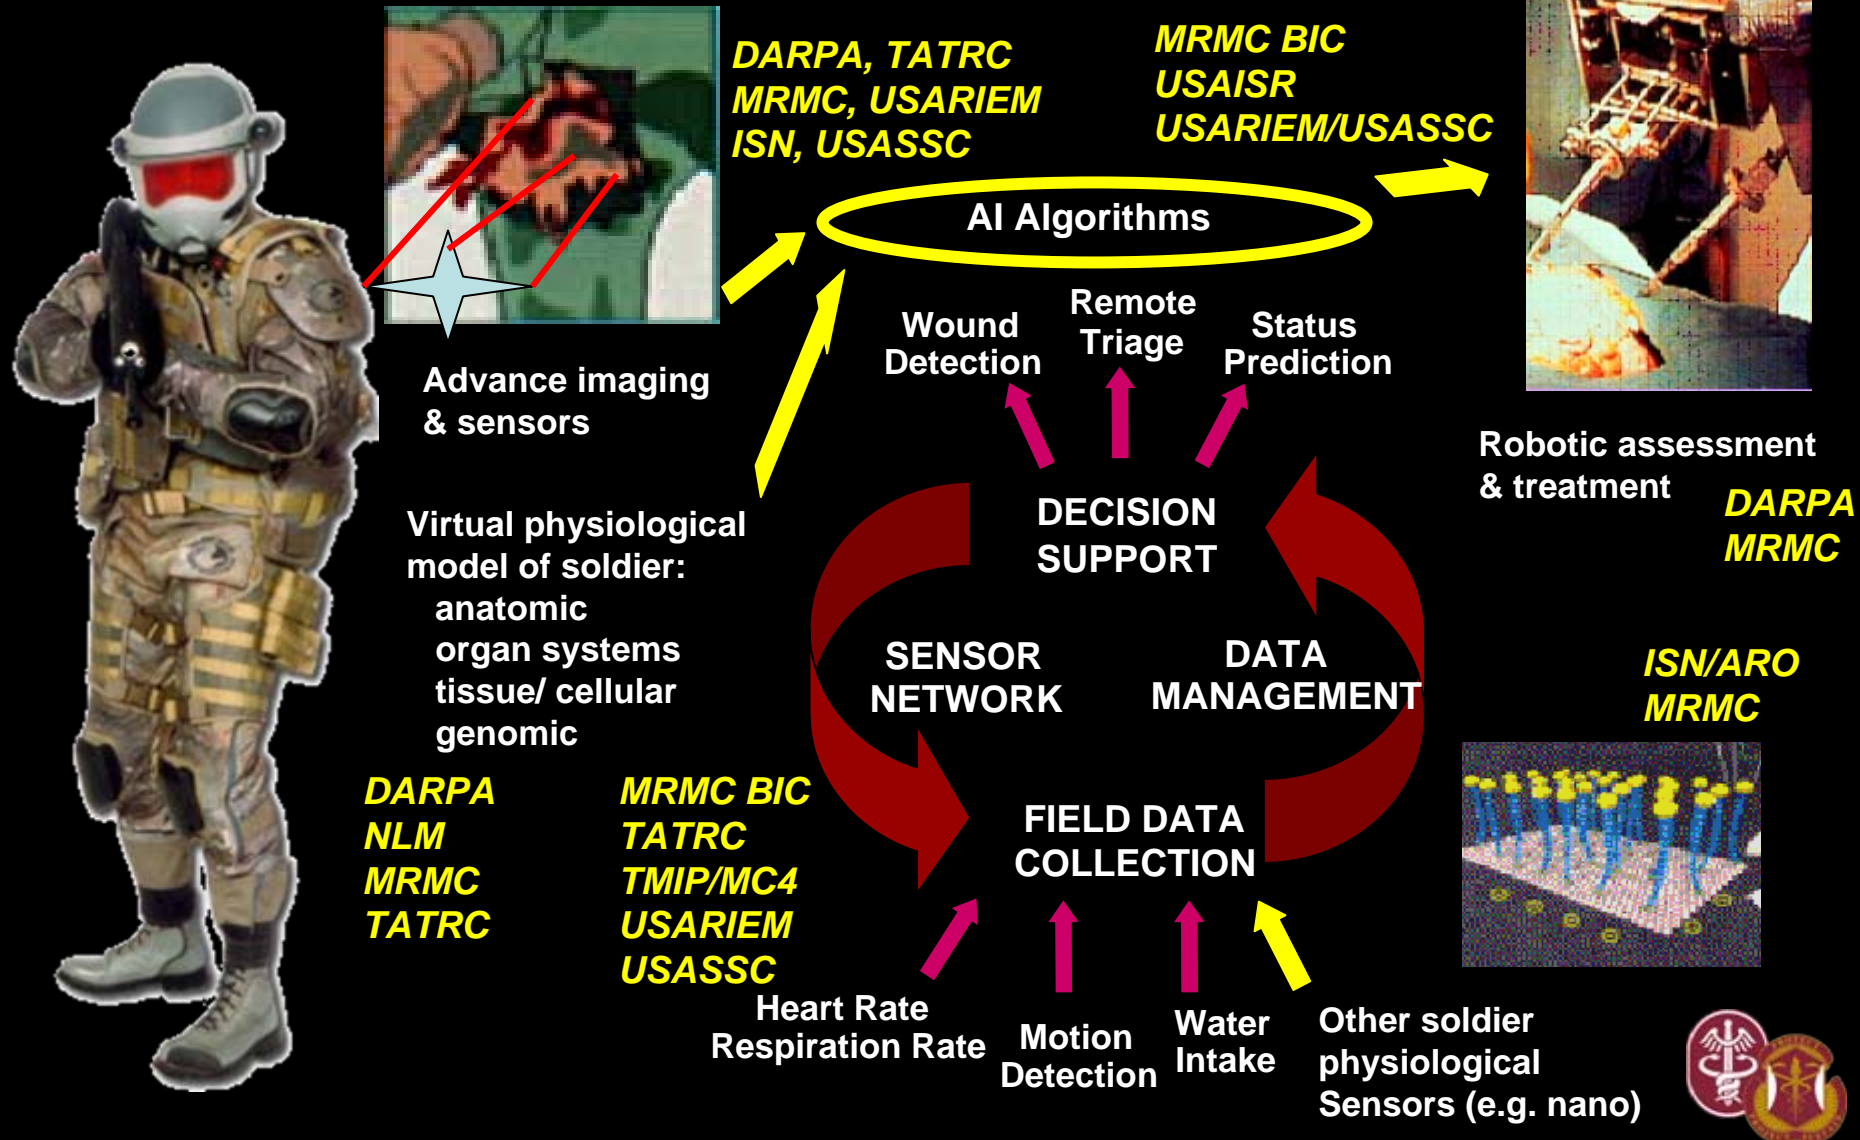 DARPA, TATRC
MRMC, USARIEM
ISN, USASSC
MRMC BIC
USAISR
USARIEM/USASSC
AI Algorithms
Advance imaging
& sensors
Wound
Detection
Remote
Triage
Status
Prediction
Robotic assessment
& treatment
DARPA
MRMC
Virtual physiological
model of soldier:
anatomic
organ systems
tissue/ cellular
genomic
DECISION
SUPPORT
SENSOR
NETWORK
DATA
MANAGEMENT
ISN/ARO
MRMC
DARPA
NLM
MRMC
TATRC
MRMC BIC
TATRC
TMIP/MC4
USARIEM
USASSC
FIELD DATA
COLLECTION
Heart Rate
Respiration Rate
Motion
Detection
Water
Intake
Other soldier
physiological
Sensors (e.g. nano)